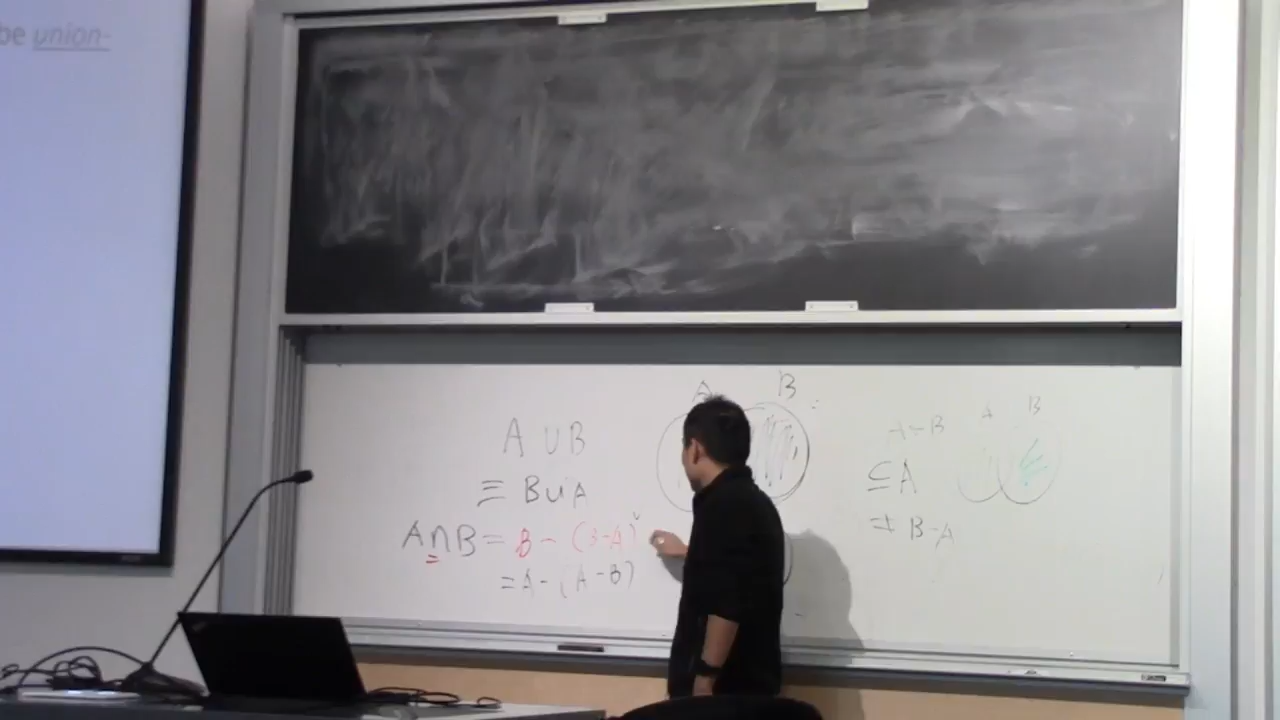 be union-
A B
A ∪ B
≡ B ∪ A
A ∩ B = B - (B-A)
= A - (A - B)
A - B A B
⊆ A
≠ B - A